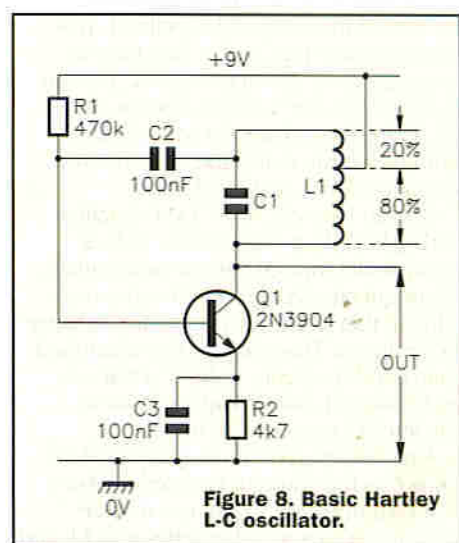 +9V
R1
470k
C2
100nF
C1
L1
20%
80%
Q1
2N3904
OUT
C3
100nF
R2
4k7
0V
Figure 8. Basic Hartley
L-C oscillator.